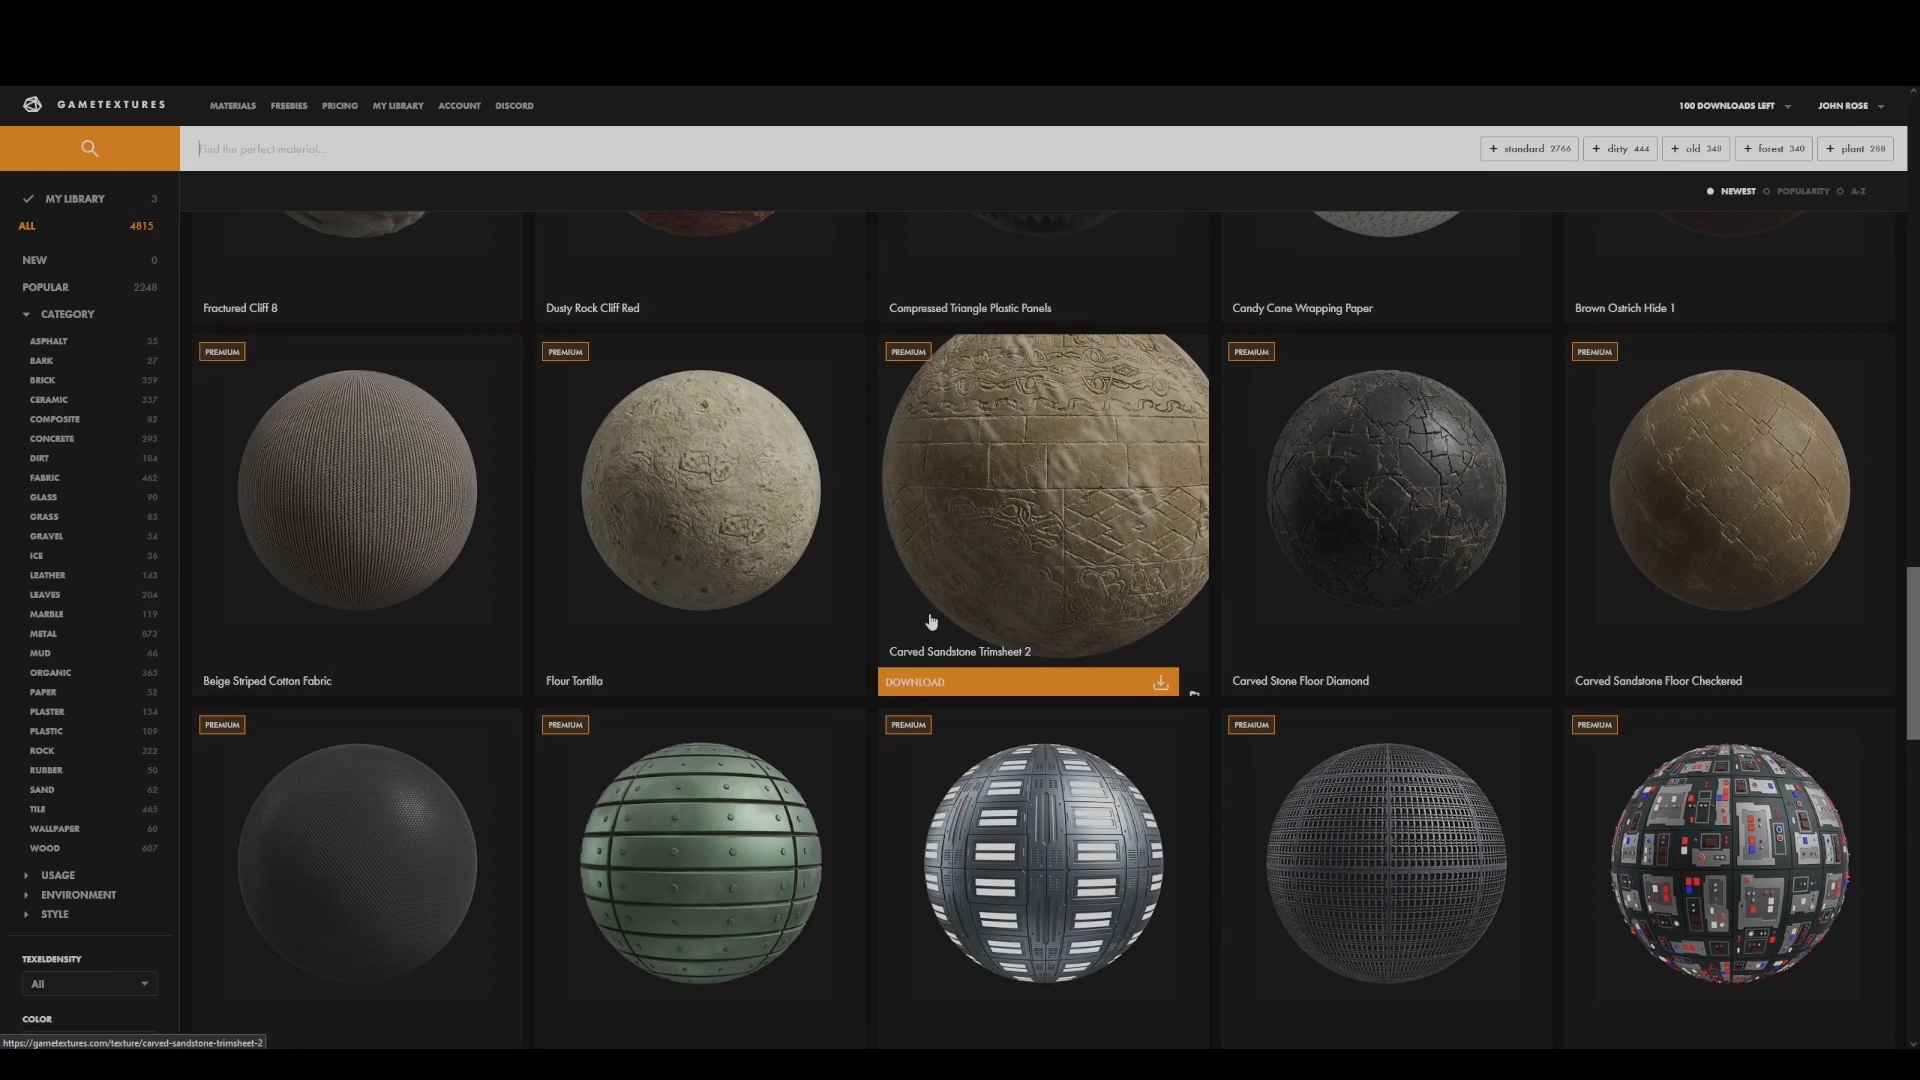 GAMETEXTURES
MATERIALS FREEBIES PRICING MY LIBRARY ACCOUNT DISCORD
100 DOWNLOADS LEFT JOHN ROSE
Find the perfect material...
+ standard 2766 + dirty 444 + old 348 + forest 340 + plant 288
NEWEST POPULARITY A-Z
MY LIBRARY 3
ALL 4815
NEW 0
POPULAR 2248
CATEGORY
ASPHALT 35
BARK 27
BRICK 359
CERAMIC 337
COMPOSITE 82
CONCRETE 293
DIRT 184
FABRIC 462
GLASS 90
GRASS 83
GRAVEL 54
ICE 36
LEATHER 143
LEAVES 204
MARBLE 119
METAL 873
MUD 66
ORGANIC 365
PAPER 52
PLASTER 134
PLASTIC 109
ROCK 322
RUBBER 50
SAND 62
TILE 465
WALLPAPER 60
WOOD 607
USAGE
ENVIRONMENT
STYLE
TEXELDENSITY
All
COLOR
Fractured Cliff 8
Dusty Rock Cliff Red
Compressed Triangle Plastic Panels
Candy Cane Wrapping Paper
Brown Ostrich Hide 1
PREMIUM
Beige Striped Cotton Fabric
PREMIUM
Flour Tortilla
PREMIUM
Carved Sandstone Trimsheet 2
DOWNLOAD
PREMIUM
Carved Stone Floor Diamond
PREMIUM
Carved Sandstone Floor Checkered
PREMIUM
PREMIUM
PREMIUM
PREMIUM
PREMIUM
https://gametextures.com/texture/carved-sandstone-trimsheet-2